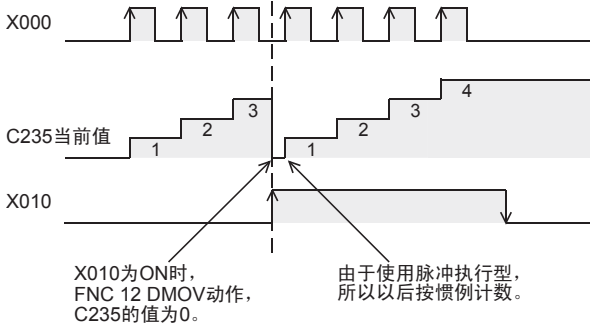 X000
C235当前值
1
2
3
1
2
3
4
X010
X010为ON时，
FNC 12 DMOV动作，
C235的值为0。
由于使用脉冲执行型，
所以以后按惯例计数。